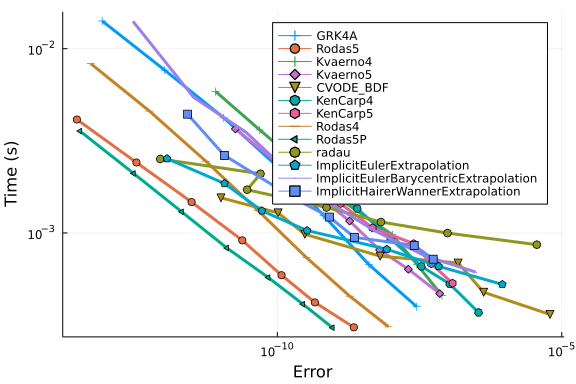 10⁻²
GRK4A
Rodas5
Kvaerno4
Kvaerno5
CVODE_BDF
KenCarp4
KenCarp5
Rodas4
Rodas5P
radau
ImplicitEulerExtrapolation
ImplicitEulerBarycentricExtrapolation
ImplicitHairerWannerExtrapolation
Time (s)
10⁻³
10⁻¹⁰
10⁻⁵
Error